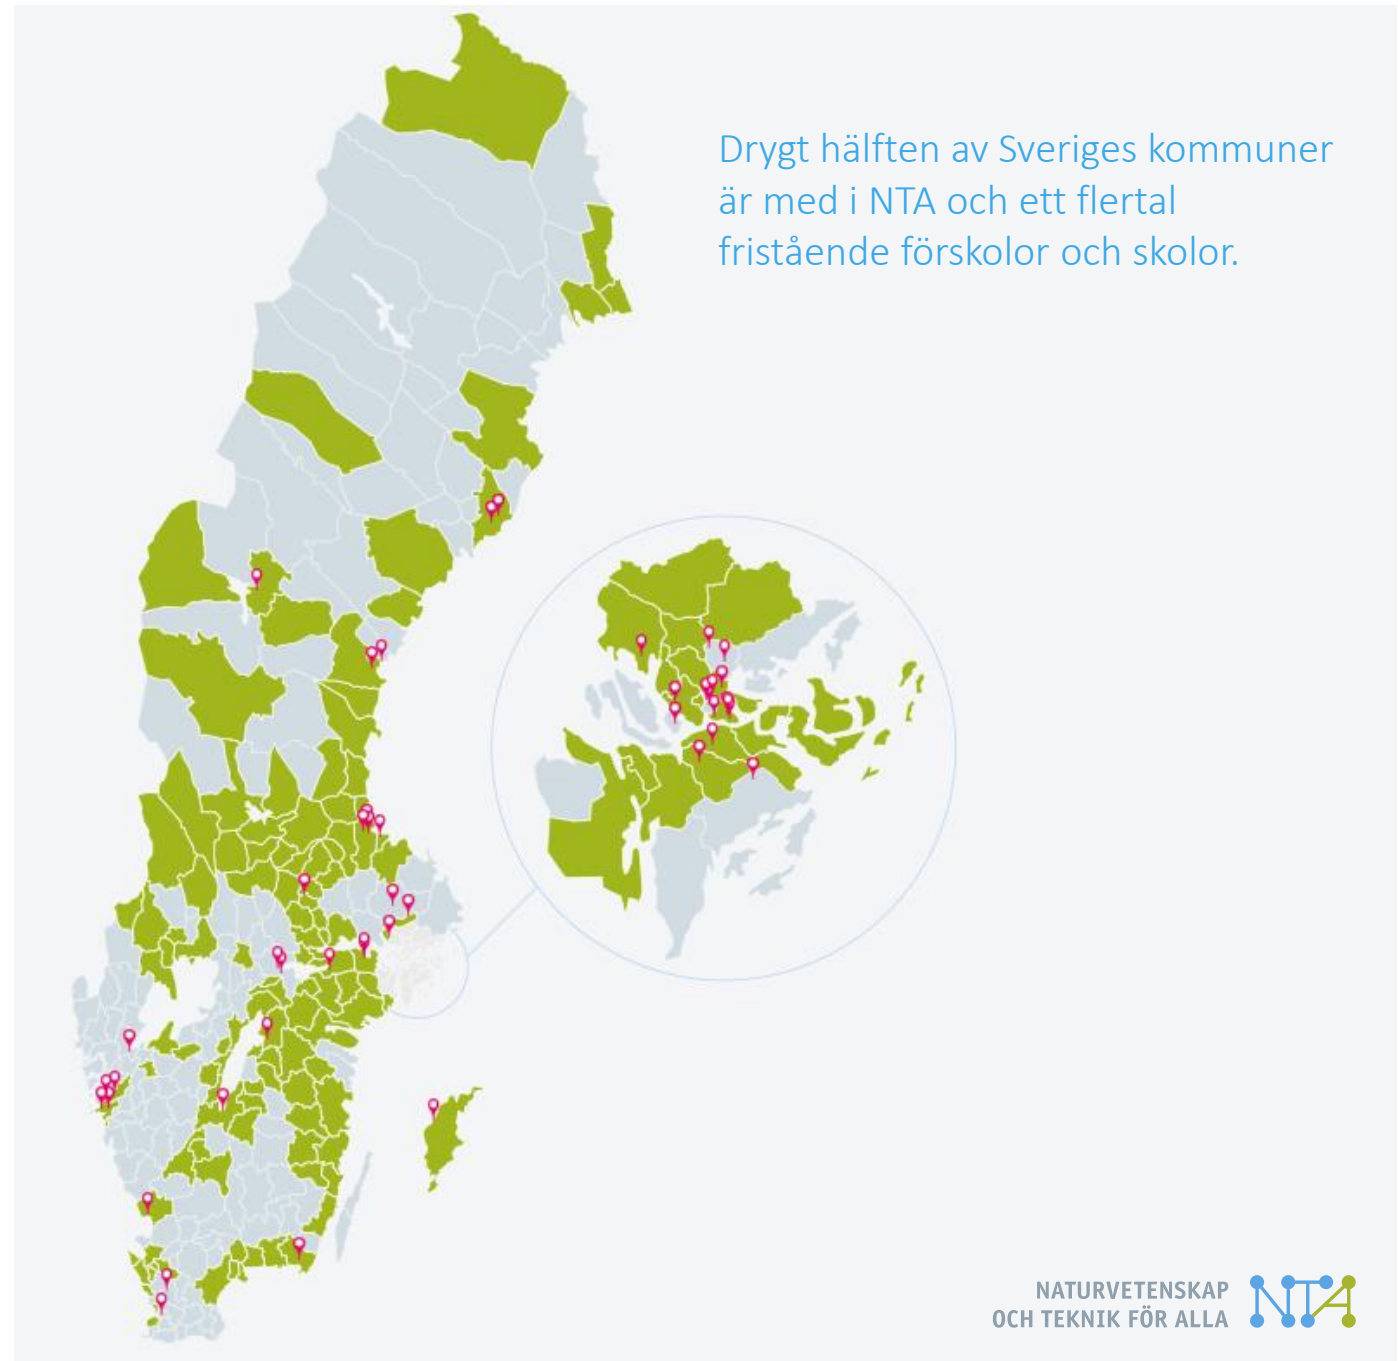 Drygt hälften av Sveriges kommuner
är med i NTA och ett flertal
fristående förskolor och skolor.
NATURVETENSKAP
OCH TEKNIK FÖR ALLA
NTA